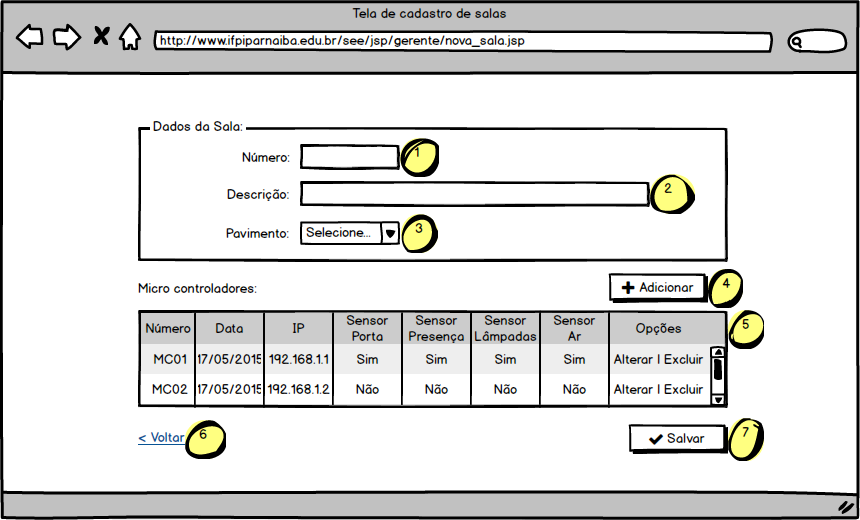 Tela de cadastro de salas
http://www.ifpiparnaiba.edu.br/see/jsp/gerente/nova_sala.jsp
Dados da Sala:
Número: 1
Descrição: 2
Pavimento: Selecione... 3
Micro controladores: + Adicionar 4
Número Data IP Sensor Porta Sensor Presença Sensor Lâmpadas Sensor Ar Opções 5
MC01 17/05/2015 192.168.1.1 Sim Sim Sim Sim Alterar | Excluir
MC02 17/05/2015 192.168.1.2 Não Não Não Não Alterar | Excluir
< Voltar 6 Salvar 7